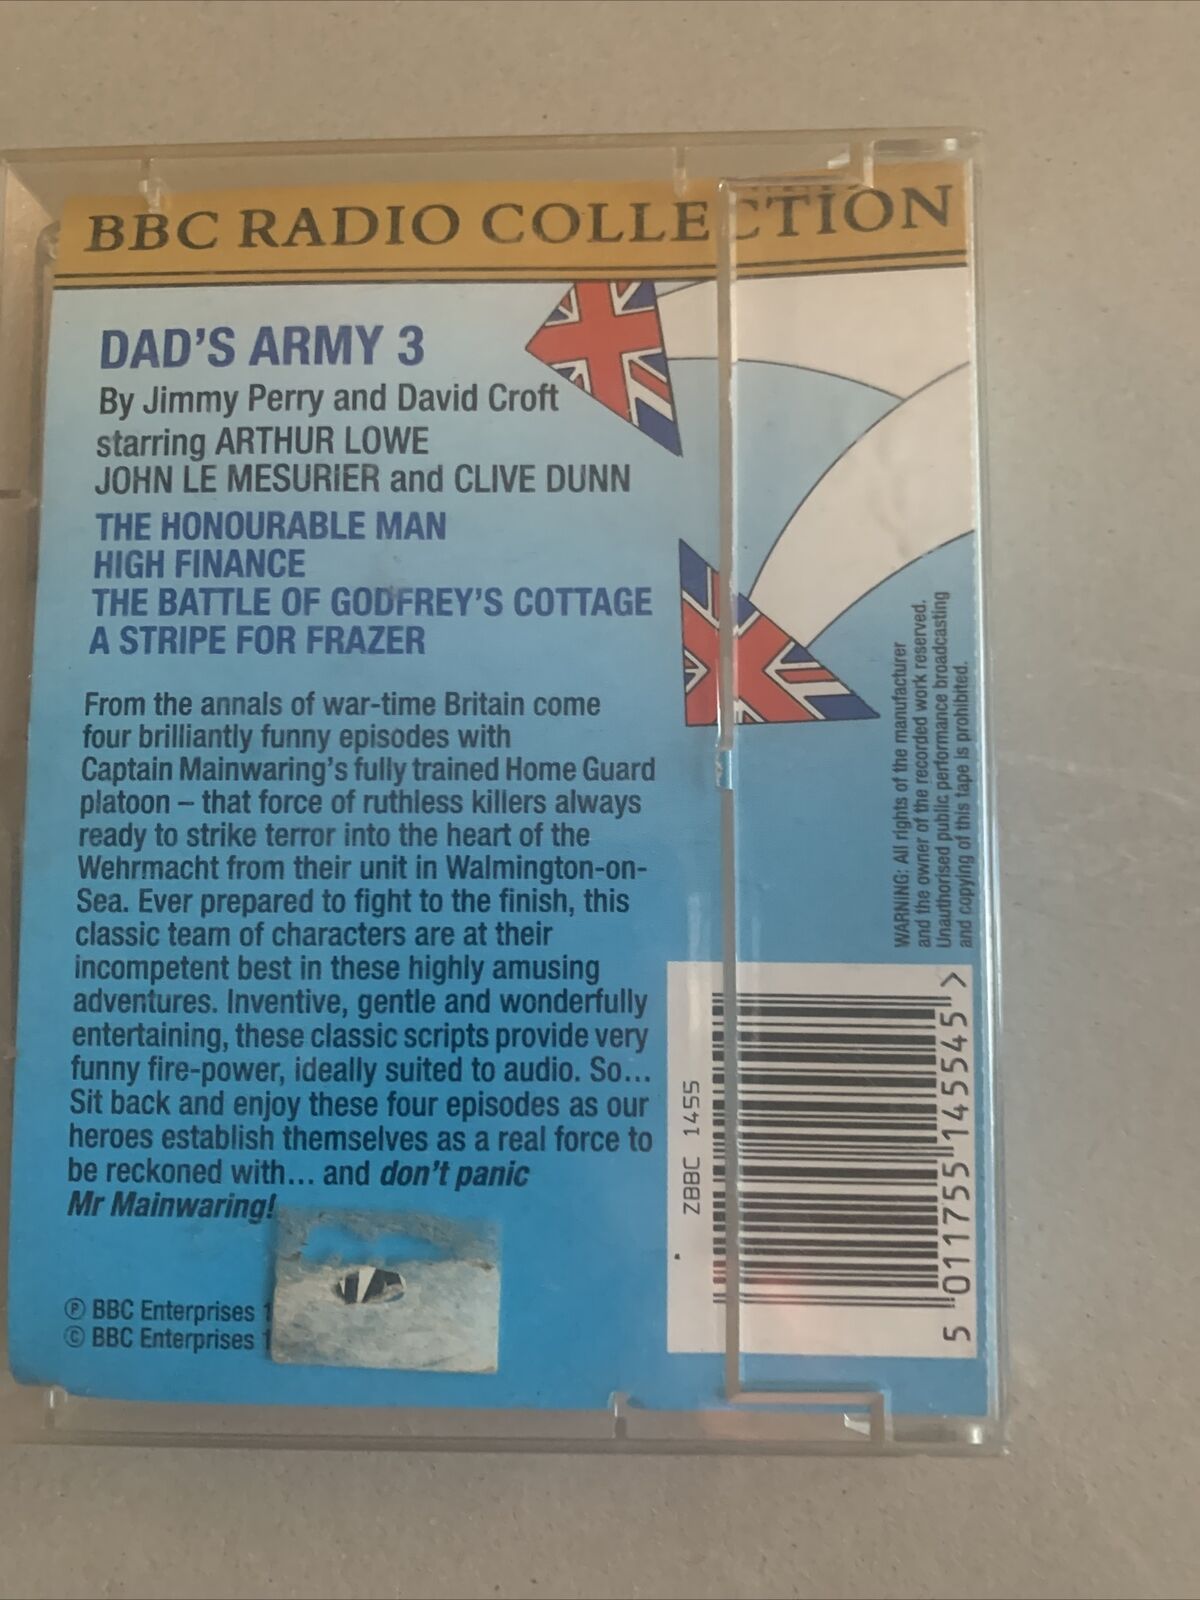 BBC RADIO COLLECTION
DAD'S ARMY 3
By Jimmy Perry and David Croft
starring ARTHUR LOWE
JOHN LE MESURIER and CLIVE DUNN
THE HONOURABLE MAN
HIGH FINANCE
THE BATTLE OF GODFREY'S COTTAGE
A STRIPE FOR FRAZER
From the annals of war-time Britain come
four brilliantly funny episodes with
Captain Mainwaring's fully trained Home Guard
platoon – that force of ruthless killers always
ready to strike terror into the heart of the
Wehrmacht from their unit in Walmington-on-
Sea. Ever prepared to fight to the finish, this
classic team of characters are at their
incompetent best in these highly amusing
adventures. Inventive, gentle and wonderfully
entertaining, these classic scripts provide very
funny fire-power, ideally suited to audio. So...
Sit back and enjoy these four episodes as our
heroes establish themselves as a real force to
be reckoned with... and don't panic
Mr Mainwaring!
℗ BBC Enterprises
© BBC Enterprises
WARNING: All rights of the manufacturer
and the owner of the recorded work reserved.
Unauthorised public performance broadcasting
and copying of this tape is prohibited.
ZBBC 1455
5 011755 145545 >